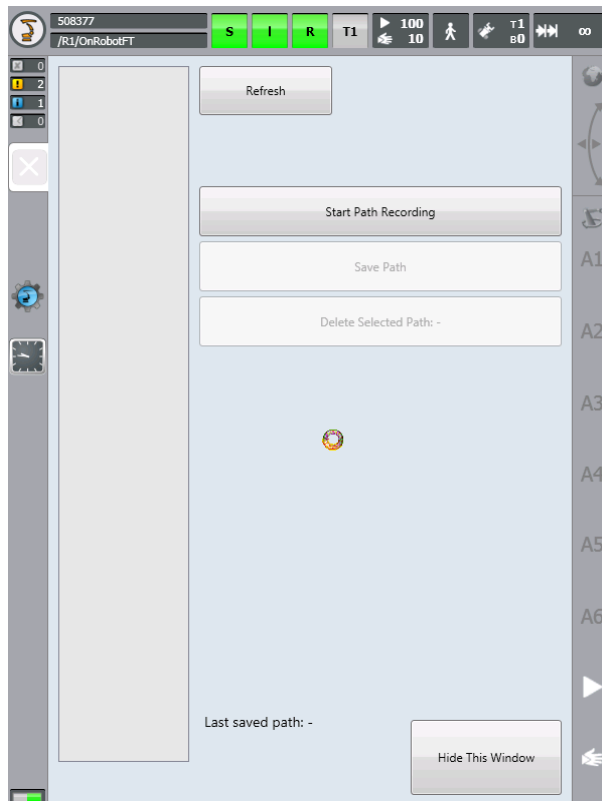 508377
/R1/OnRobotFT
S
I
R
T1
100
10
T1
B0
∞
0
2
1
0
Refresh
Start Path Recording
Save Path
Delete Selected Path: -
A1
A2
A3
A4
A5
A6
Last saved path: -
Hide This Window